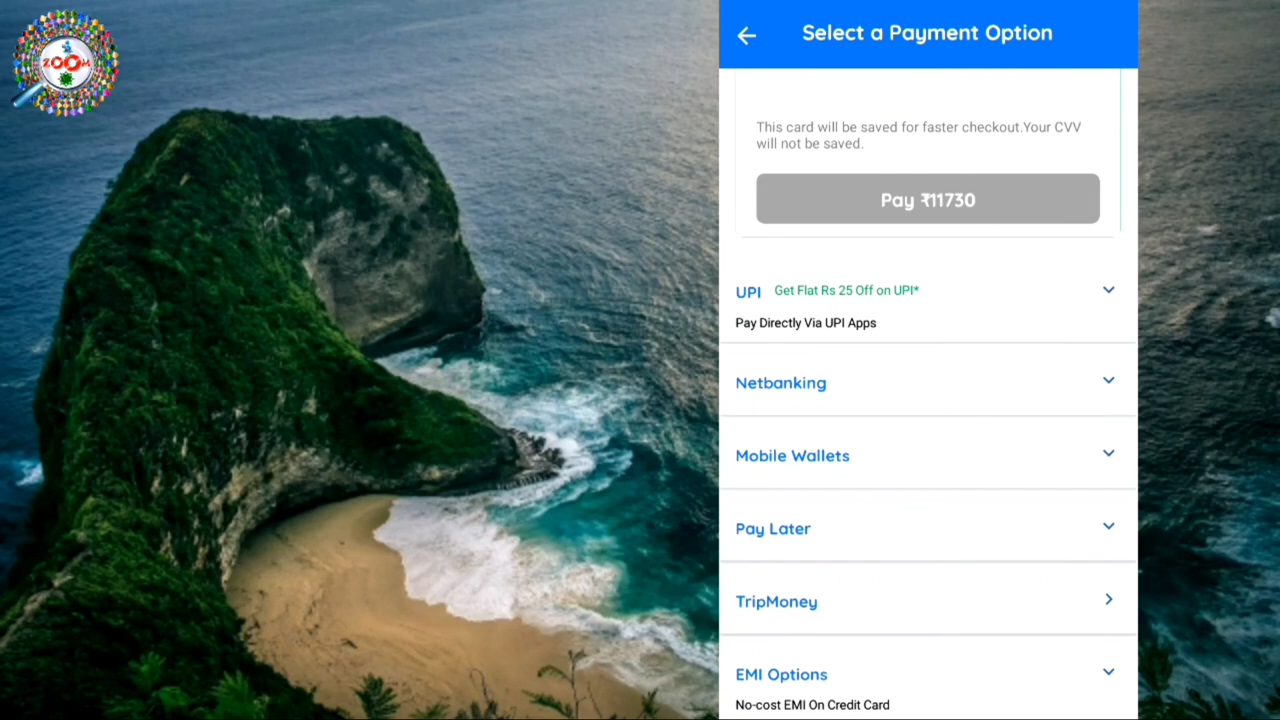 ZOOM
Select a Payment Option
This card will be saved for faster checkout.Your CVV
will not be saved.
Pay ₹11730
UPI Get Flat Rs 25 Off on UPI*
Pay Directly Via UPI Apps
Netbanking
Mobile Wallets
Pay Later
TripMoney
EMI Options
No-cost EMI On Credit Card